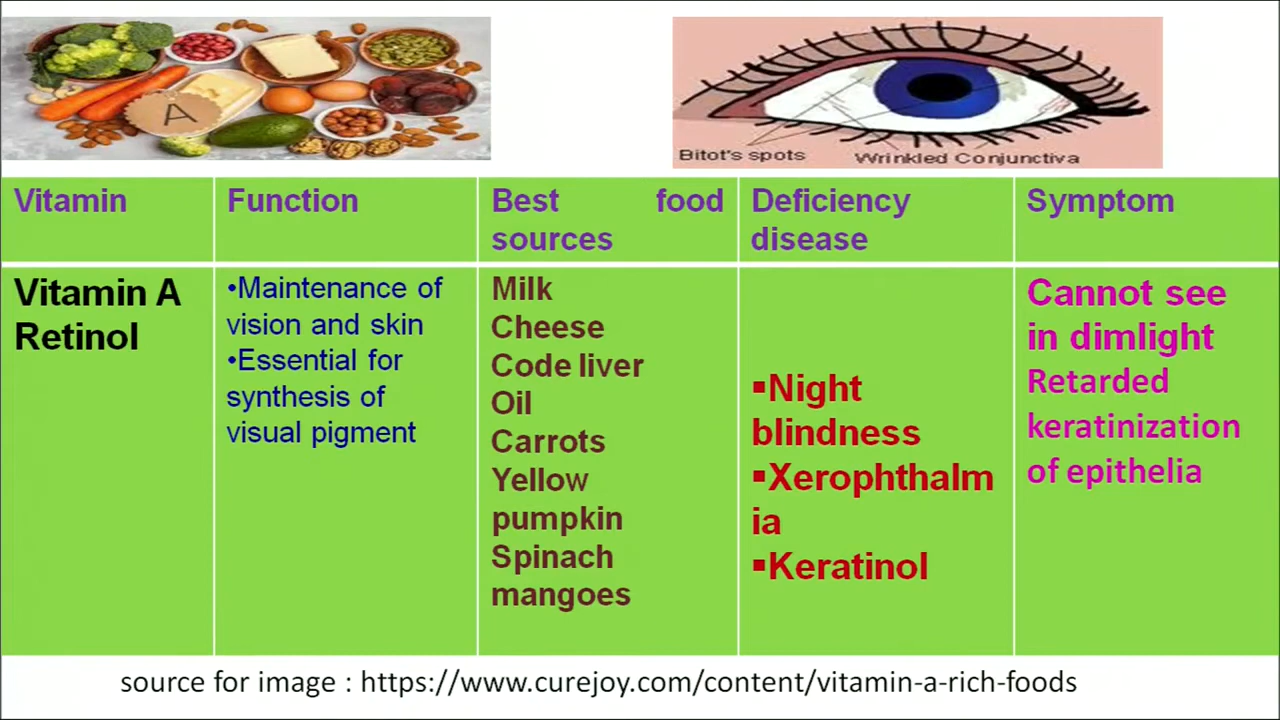 A
Bitot's spots
Wrinkled Conjunctiva
Vitamin
Function
Best food
sources
Deficiency
disease
Symptom
Vitamin A
Retinol
•Maintenance of
vision and skin
•Essential for
synthesis of
visual pigment
Milk
Cheese
Code liver
Oil
Carrots
Yellow
pumpkin
Spinach
mangoes
▪Night
blindness
▪Xerophthalm
ia
▪Keratinol
Cannot see
in dimlight
Retarded
keratinization
of epithelia
source for image : https://www.curejoy.com/content/vitamin-a-rich-foods